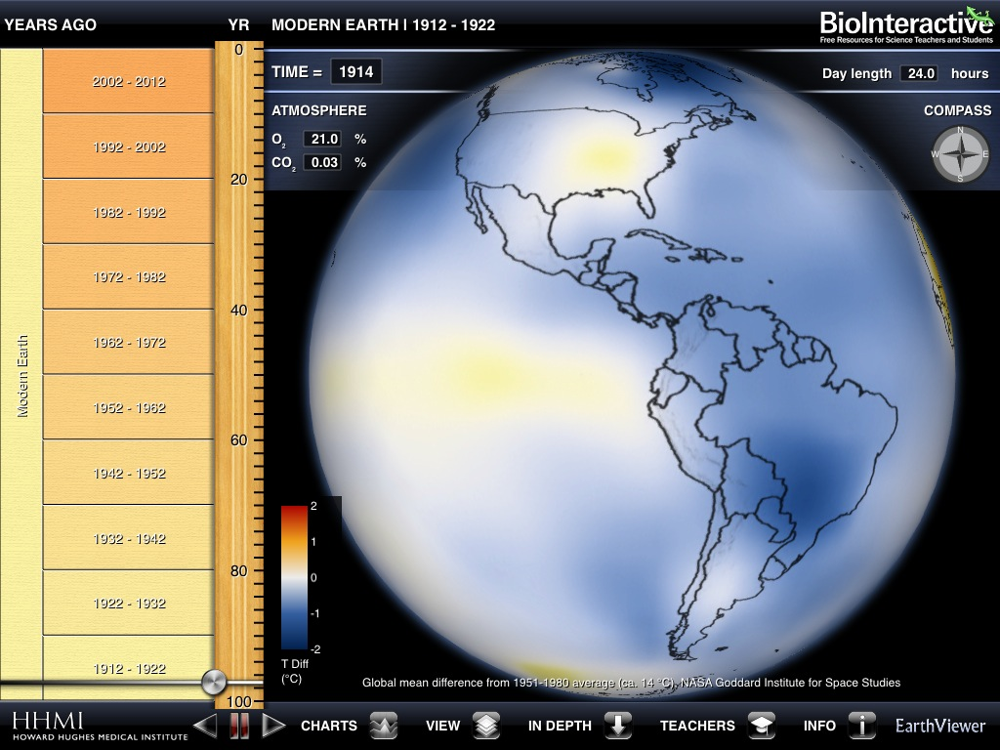 YEARS AGO
YR
MODERN EARTH | 1912 - 1922
BioInteractive
Free Resources for Science Teachers and Students
TIME =
1914
Day length 24.0 hours
ATMOSPHERE
O2 21.0 %
CO2 0.03 %
COMPASS
N
W E
S
Modern Earth
2002 - 2012
1992 - 2002
1982 - 1992
1972 - 1982
1962 - 1972
1952 - 1962
1942 - 1952
1932 - 1942
1922 - 1932
1912 - 1922
0
20
40
60
80
100
2
1
0
-1
-2
T Diff
(°C)
Global mean difference from 1951-1980 average (ca. 14 °C), NASA Goddard Institute for Space Studies
HHMI
HOWARD HUGHES MEDICAL INSTITUTE
CHARTS
VIEW
IN DEPTH
TEACHERS
INFO
i
EarthViewer